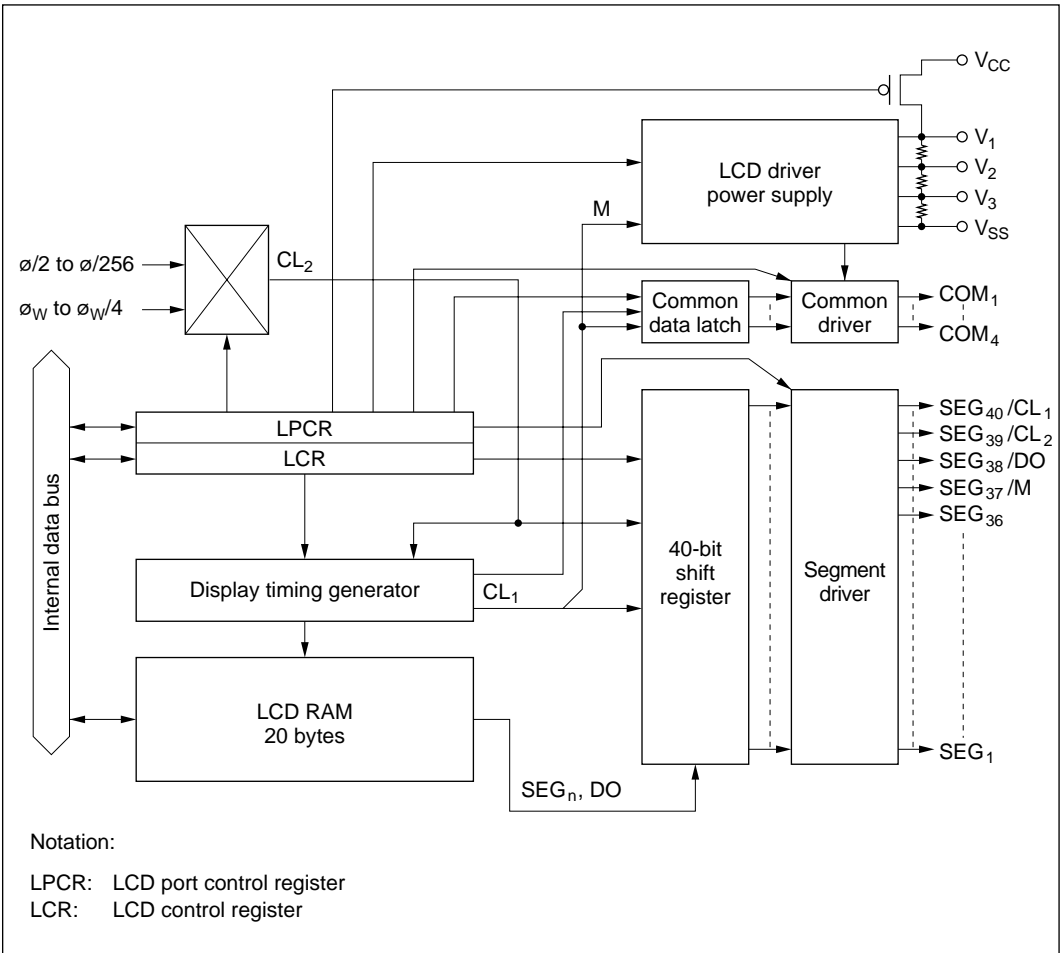 V_CC
V_1
LCD driver
power supply
V_2
V_3
V_SS
M
ø/2 to ø/256
CL_2
ø_W to ø_W/4
Common
data latch
Common
driver
COM_1
COM_4
Internal data bus
LPCR
LCR
SEG_40/CL_1
SEG_39/CL_2
SEG_38/DO
SEG_37/M
SEG_36
40-bit
shift
register
Segment
driver
Display timing generator
CL_1
LCD RAM
20 bytes
SEG_n, DO
SEG_1
Notation:
LPCR: LCD port control register
LCR: LCD control register